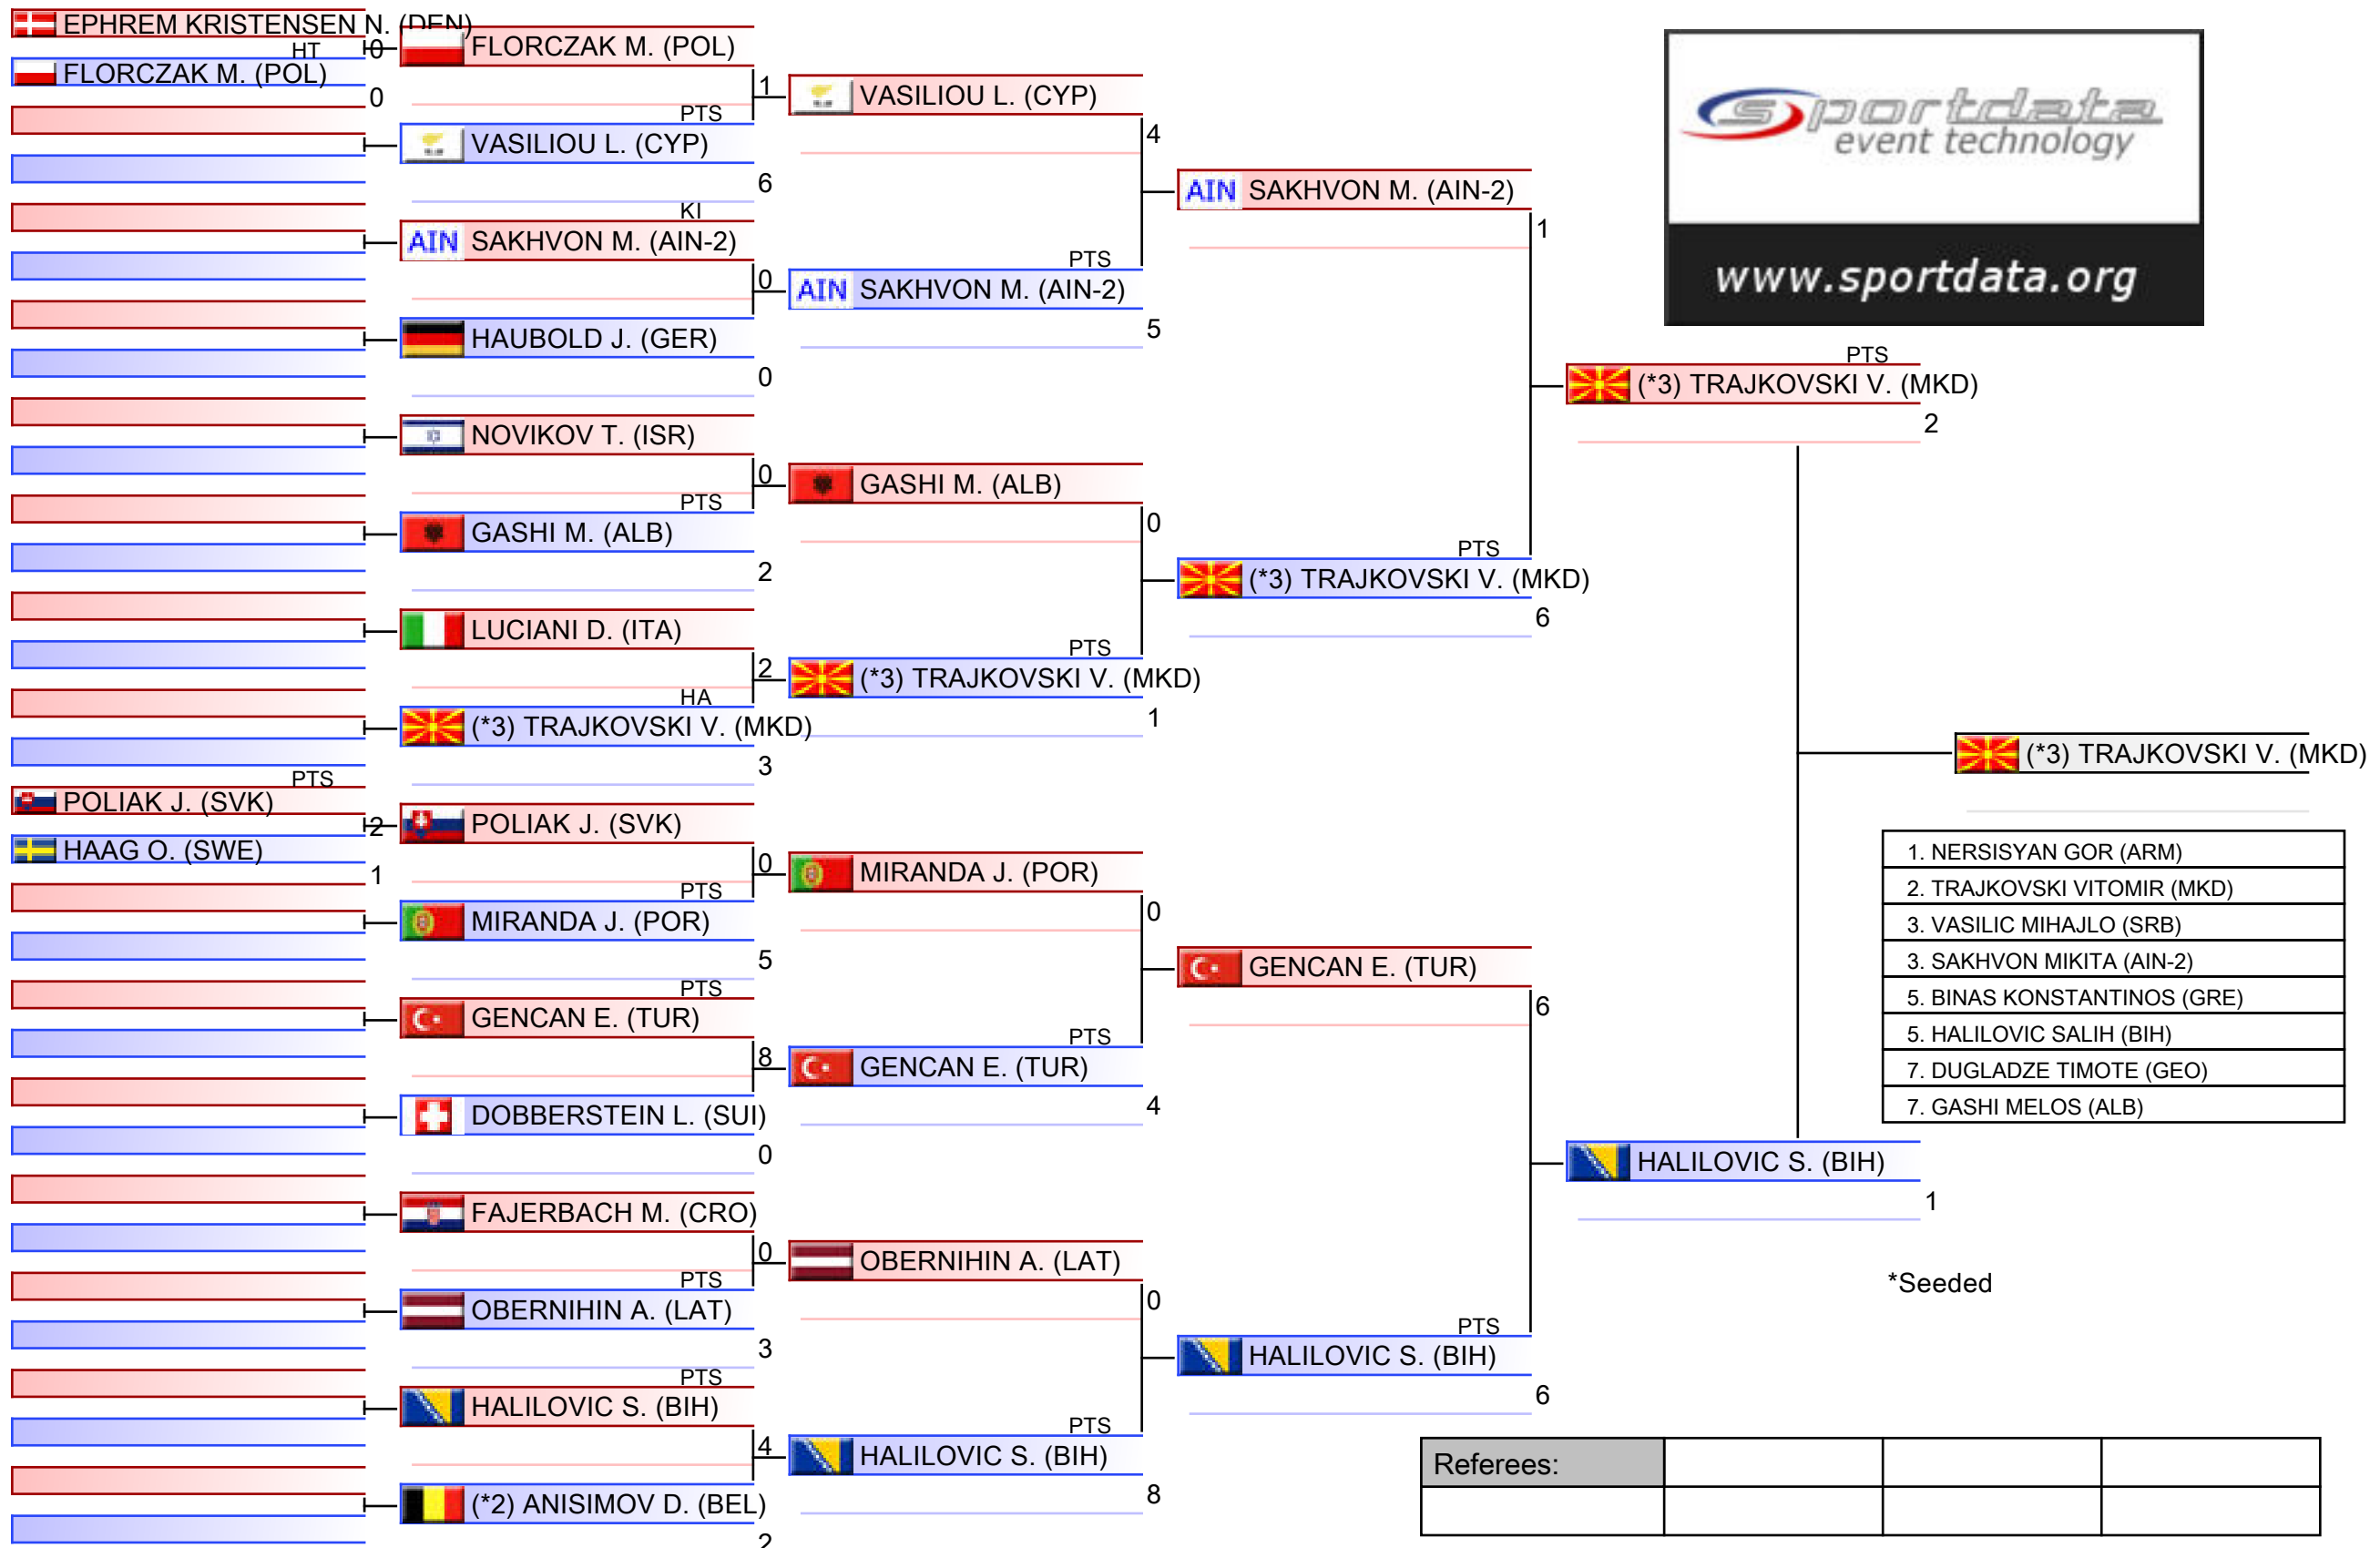 EPHREM KRISTENSEN N. (DEN)
HT
0
FLORCZAK M. (POL)
0
POLIAK J. (SVK)
PTS
2
HAAG O. (SWE)
1
FLORCZAK M. (POL)
1
PTS
VASILIOU L. (CYP)
6
KI
AIN SAKHVON M. (AIN-2)
0
HAUBOLD J. (GER)
0
NOVIKOV T. (ISR)
0
PTS
GASHI M. (ALB)
2
LUCIANI D. (ITA)
2
HA
(*3) TRAJKOVSKI V. (MKD)
3
POLIAK J. (SVK)
0
PTS
MIRANDA J. (POR)
5
PTS
GENCAN E. (TUR)
8
DOBBERSTEIN L. (SUI)
0
FAJERBACH M. (CRO)
0
PTS
OBERNIHIN A. (LAT)
3
PTS
HALILOVIC S. (BIH)
4
(*2) ANISIMOV D. (BEL)
2
VASILIOU L. (CYP)
4
PTS
AIN SAKHVON M. (AIN-2)
5
GASHI M. (ALB)
0
PTS
(*3) TRAJKOVSKI V. (MKD)
1
MIRANDA J. (POR)
0
PTS
GENCAN E. (TUR)
4
OBERNIHIN A. (LAT)
0
PTS
HALILOVIC S. (BIH)
8
AIN SAKHVON M. (AIN-2)
1
PTS
(*3) TRAJKOVSKI V. (MKD)
6
GENCAN E. (TUR)
6
PTS
HALILOVIC S. (BIH)
6
PTS
(*3) TRAJKOVSKI V. (MKD)
2
HALILOVIC S. (BIH)
1
(*3) TRAJKOVSKI V. (MKD)
sportdata
event technology
www.sportdata.org
1. NERSISYAN GOR (ARM)
2. TRAJKOVSKI VITOMIR (MKD)
3. VASILIC MIHAJLO (SRB)
3. SAKHVON MIKITA (AIN-2)
5. BINAS KONSTANTINOS (GRE)
5. HALILOVIC SALIH (BIH)
7. DUGLADZE TIMOTE (GEO)
7. GASHI MELOS (ALB)
*Seeded
Referees: